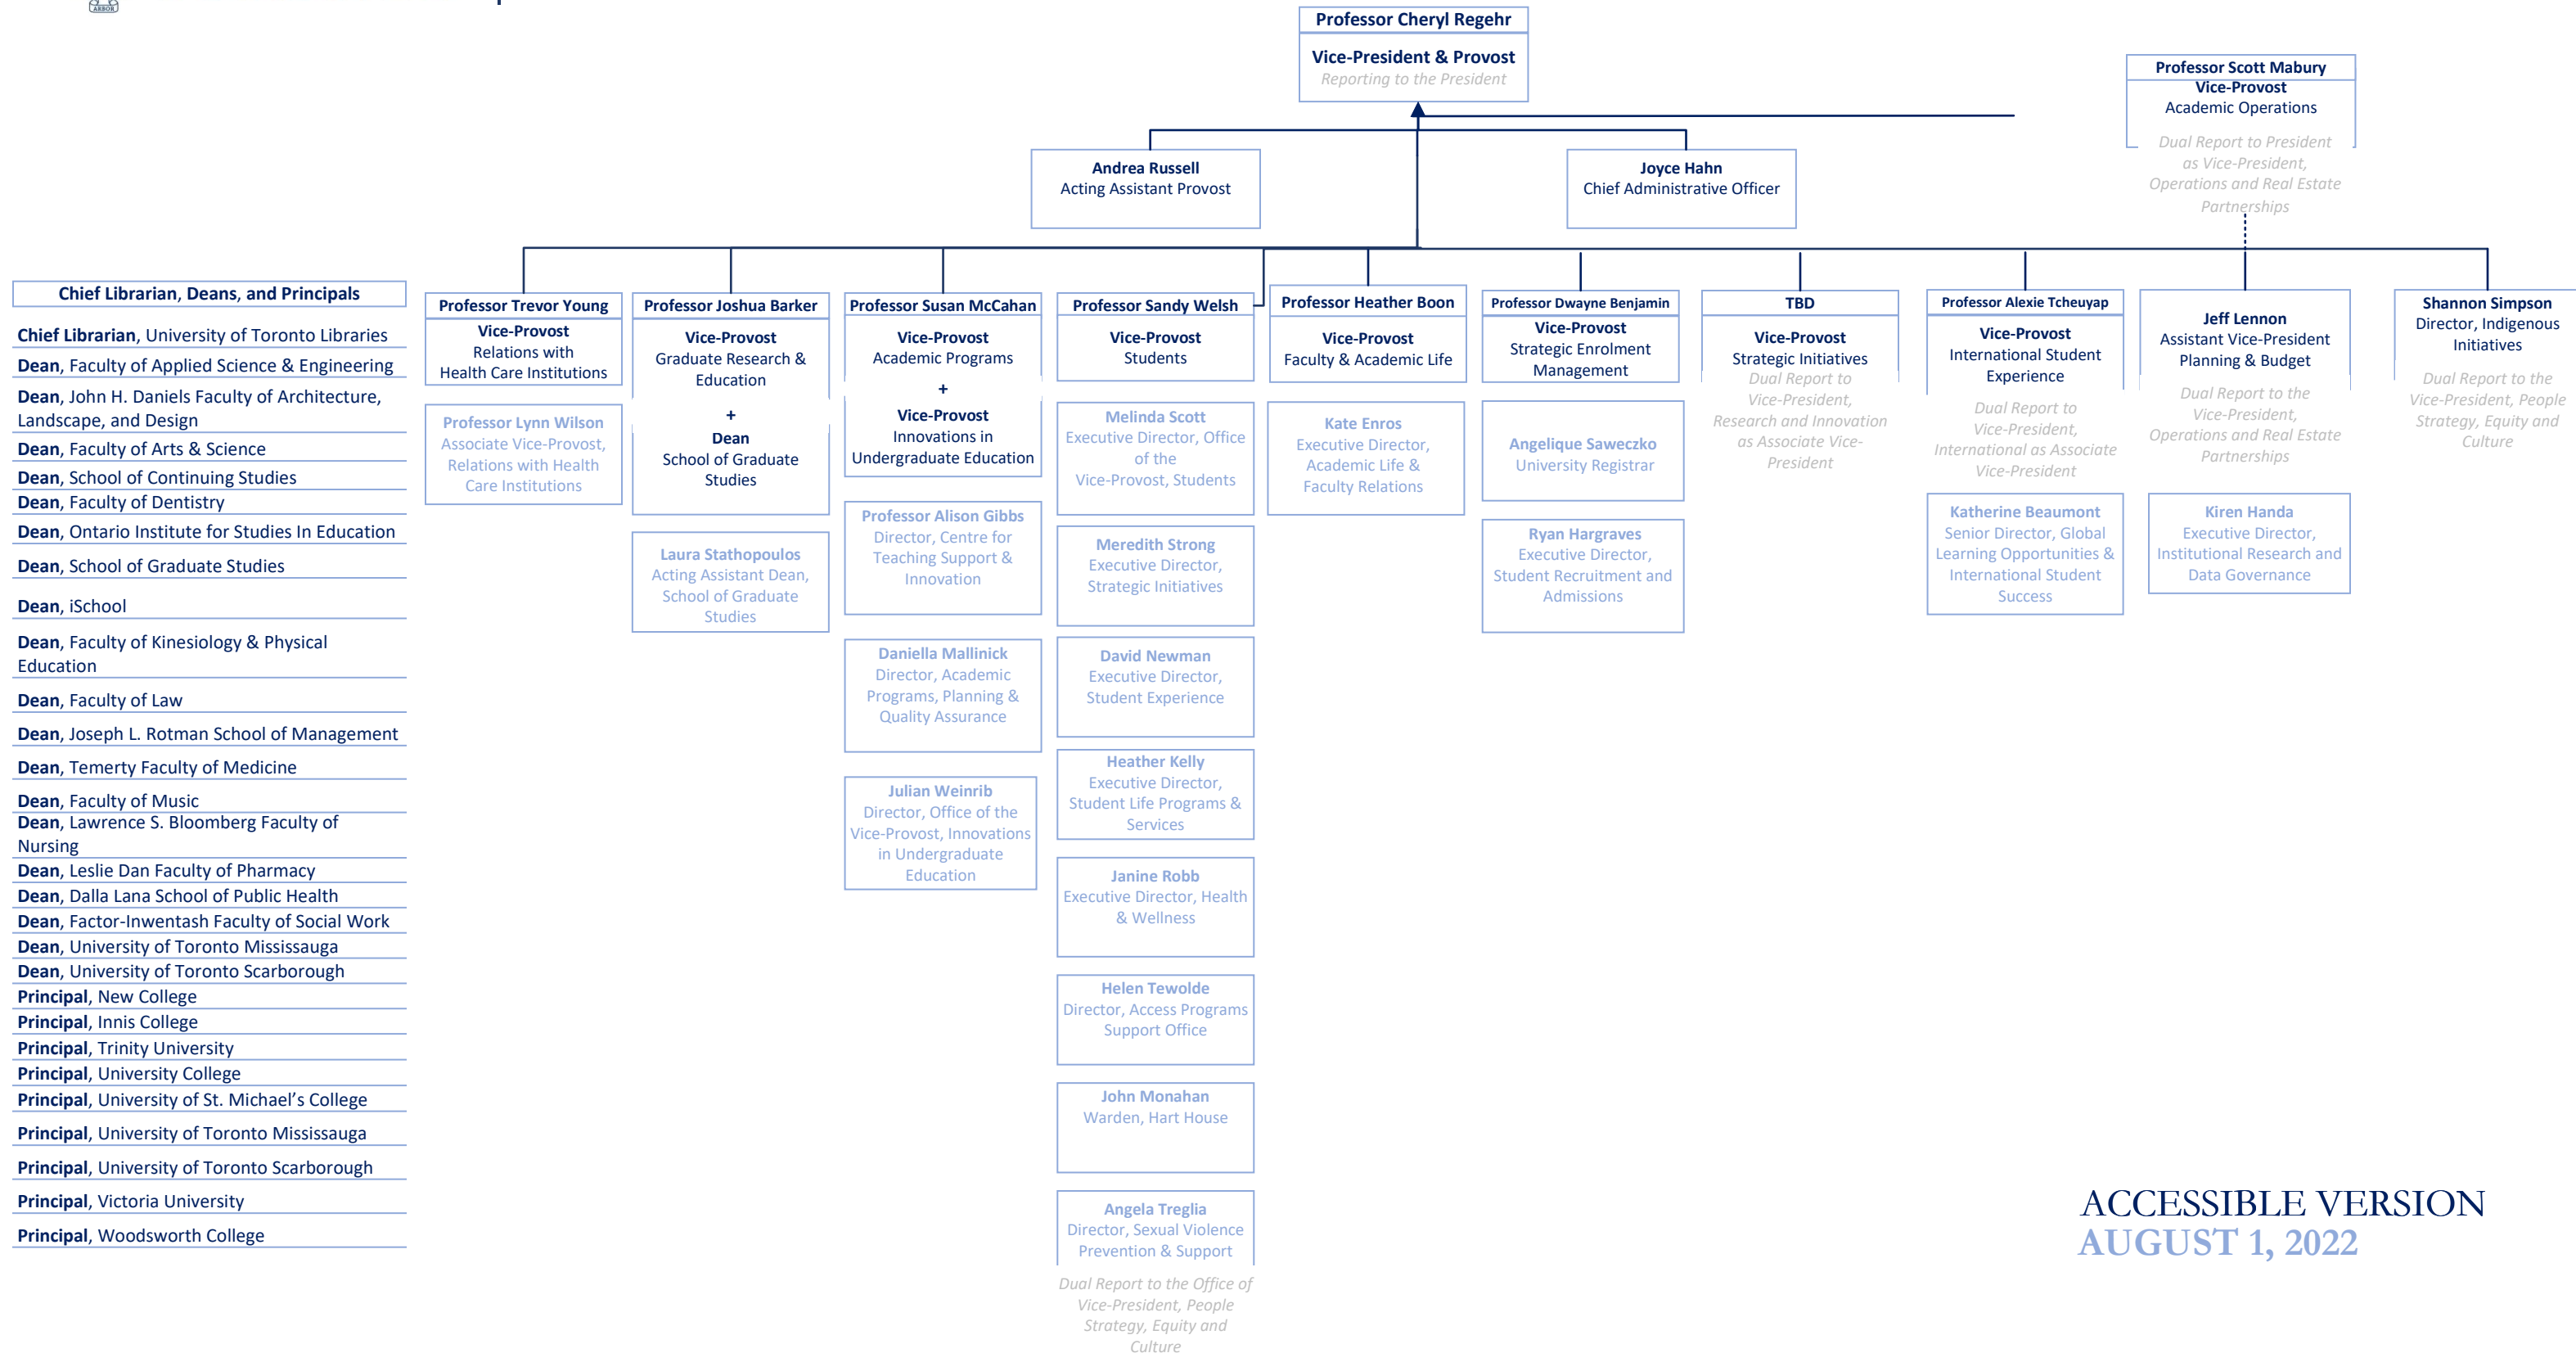 ARBOR
Professor Cheryl Regehr
Vice-President & Provost
Reporting to the President
Professor Scott Mabury
Vice-Provost
Academic Operations
Dual Report to President
as Vice-President,
Operations and Real Estate
Partnerships
Andrea Russell
Acting Assistant Provost
Joyce Hahn
Chief Administrative Officer
Chief Librarian, Deans, and Principals
Chief Librarian, University of Toronto Libraries
Dean, Faculty of Applied Science & Engineering
Dean, John H. Daniels Faculty of Architecture,
Landscape, and Design
Dean, Faculty of Arts & Science
Dean, School of Continuing Studies
Dean, Faculty of Dentistry
Dean, Ontario Institute for Studies In Education
Dean, School of Graduate Studies
Dean, iSchool
Dean, Faculty of Kinesiology & Physical
Education
Dean, Faculty of Law
Dean, Joseph L. Rotman School of Management
Dean, Temerty Faculty of Medicine
Dean, Faculty of Music
Dean, Lawrence S. Bloomberg Faculty of
Nursing
Dean, Leslie Dan Faculty of Pharmacy
Dean, Dalla Lana School of Public Health
Dean, Factor-Inwentash Faculty of Social Work
Dean, University of Toronto Mississauga
Dean, University of Toronto Scarborough
Principal, New College
Principal, Innis College
Principal, Trinity University
Principal, University College
Principal, University of St. Michael’s College
Principal, University of Toronto Mississauga
Principal, University of Toronto Scarborough
Principal, Victoria University
Principal, Woodsworth College
Professor Trevor Young
Vice-Provost
Relations with
Health Care Institutions
Professor Lynn Wilson
Associate Vice-Provost,
Relations with Health
Care Institutions
Professor Joshua Barker
Vice-Provost
Graduate Research &
Education
+
Dean
School of Graduate
Studies
Laura Stathopoulos
Acting Assistant Dean,
School of Graduate
Studies
Professor Susan McCahan
Vice-Provost
Academic Programs
+
Vice-Provost
Innovations in
Undergraduate Education
Professor Alison Gibbs
Director, Centre for
Teaching Support &
Innovation
Daniella Mallinick
Director, Academic
Programs, Planning &
Quality Assurance
Julian Weinrib
Director, Office of the
Vice-Provost, Innovations
in Undergraduate
Education
Professor Sandy Welsh
Vice-Provost
Students
Melinda Scott
Executive Director, Office
of the
Vice-Provost, Students
Meredith Strong
Executive Director,
Strategic Initiatives
David Newman
Executive Director,
Student Experience
Heather Kelly
Executive Director,
Student Life Programs &
Services
Janine Robb
Executive Director, Health
& Wellness
Helen Tewolde
Director, Access Programs
Support Office
John Monahan
Warden, Hart House
Angela Treglia
Director, Sexual Violence
Prevention & Support
Dual Report to the Office of
Vice-President, People
Strategy, Equity and
Culture
Professor Heather Boon
Vice-Provost
Faculty & Academic Life
Kate Enros
Executive Director,
Academic Life &
Faculty Relations
Professor Dwayne Benjamin
Vice-Provost
Strategic Enrolment
Management
Angelique Saweczko
University Registrar
Ryan Hargraves
Executive Director,
Student Recruitment and
Admissions
TBD
Vice-Provost
Strategic Initiatives
Dual Report to
Vice-President,
Research and Innovation
as Associate Vice-
President
Professor Alexie Tcheuyap
Vice-Provost
International Student
Experience
Dual Report to
Vice-President,
International as Associate
Vice-President
Katherine Beaumont
Senior Director, Global
Learning Opportunities &
International Student
Success
Jeff Lennon
Assistant Vice-President
Planning & Budget
Dual Report to the
Vice-President,
Operations and Real Estate
Partnerships
Kiren Handa
Executive Director,
Institutional Research and
Data Governance
Shannon Simpson
Director, Indigenous
Initiatives
Dual Report to the
Vice-President, People
Strategy, Equity and
Culture
ACCESSIBLE VERSION
AUGUST 1, 2022